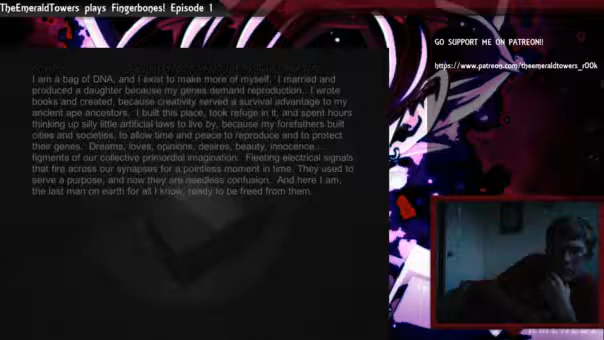 TheEmeraldTowers plays Fingerbones! Episode 1
GO SUPPORT ME ON PATREON!!
https://www.patreon.com/theemeraldtowers_r00k
I am a bag of DNA, and I exist to make more of myself.  I married and
produced a daughter because my genes demand reproduction.  I wrote
books and created, because creativity served a survival advantage to my
ancient ape ancestors.  I built this place, took refuge in it, and spent hours
thinking up silly little artificial laws to live by, because my forefathers built
cities and societies, to allow time and peace to reproduce and to protect
their genes.  Dreams, loves, opinions, desires, beauty, innocence...
figments of our collective primordial imagination.  Fleeting electrical signals
that fire across our synapses for a pointless moment in time.  They used to
serve a purpose, and now they are needless confusion.  And here I am,
the last man on earth for all I know, ready to be freed from them.